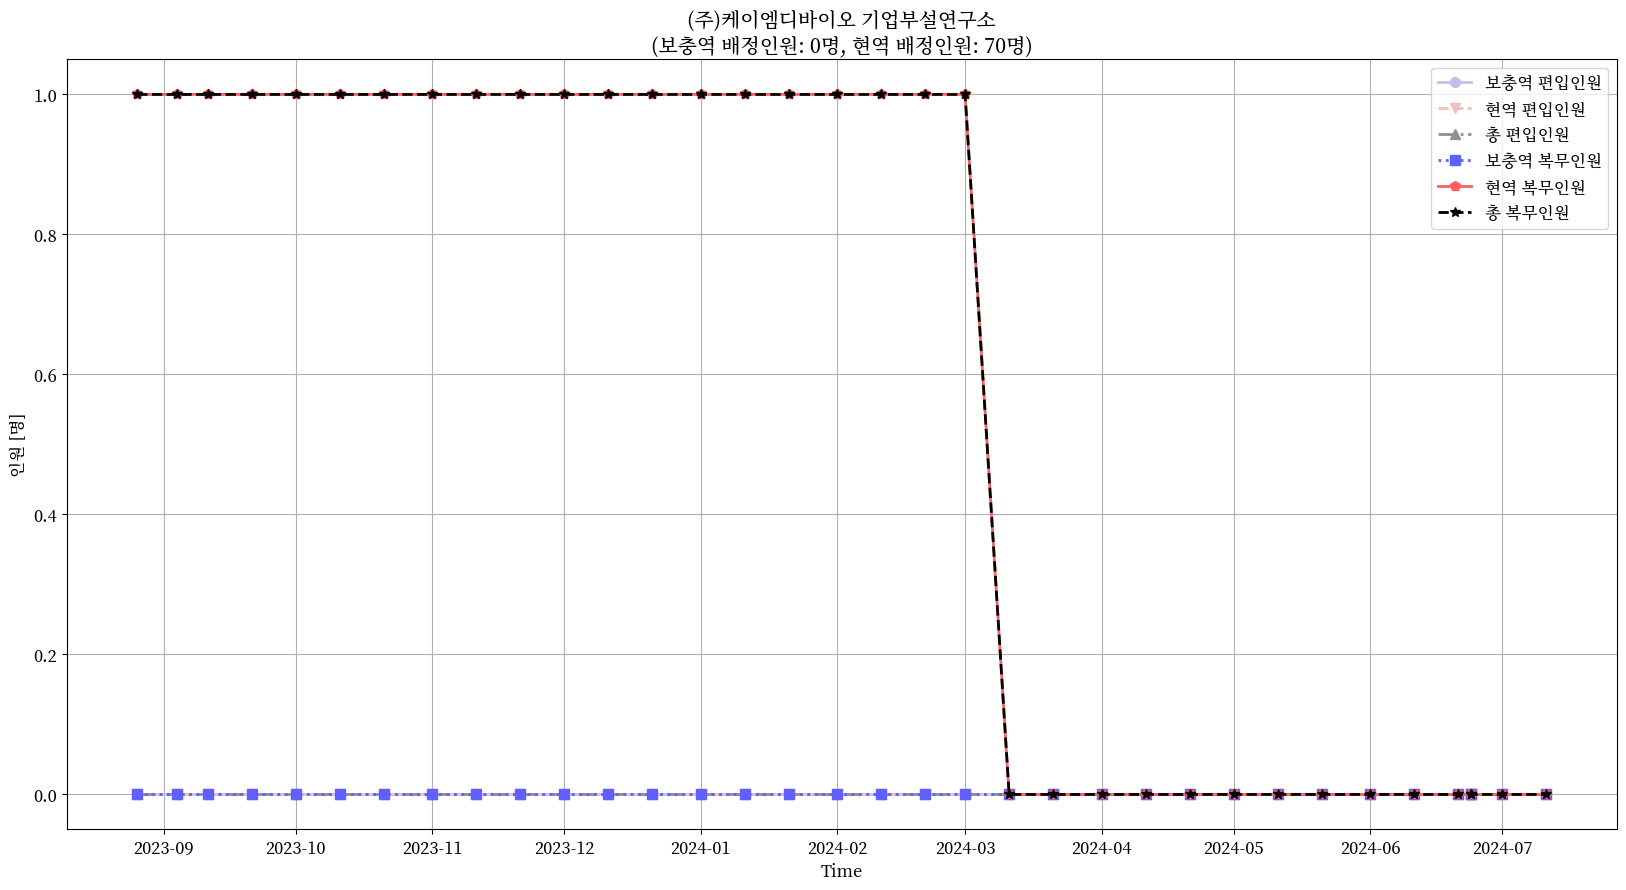 (주)케이엠디바이오 기업부설연구소
(보충역 배정인원: 0명, 현역 배정인원: 70명)
보충역 편입인원
현역 편입인원
총 편입인원
보충역 복무인원
현역 복무인원
총 복무인원
인원 [명]
1.0
0.8
0.6
0.4
0.2
0.0
2023-09
2023-10
2023-11
2023-12
2024-01
2024-02
2024-03
2024-04
2024-05
2024-06
2024-07
Time